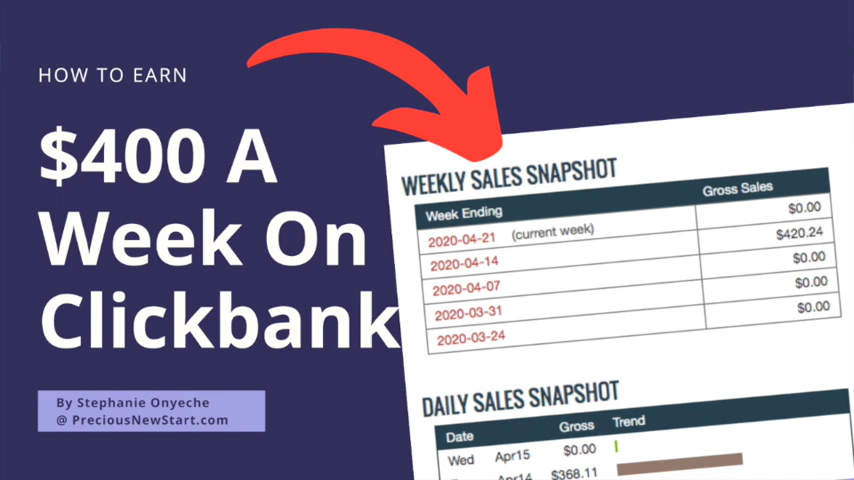 HOW TO EARN
$400 A
Week On
Clickbank
By Stephanie Onyeche
@ PreciousNewStart.com
WEEKLY SALES SNAPSHOT
Week Ending Gross Sales
2020-04-21 (current week) $0.00
2020-04-14 $420.24
2020-04-07 $0.00
2020-03-31 $0.00
2020-03-24 $0.00
DAILY SALES SNAPSHOT
Date Gross Trend
Wed Apr15 $0.00
Apr14 $368.11